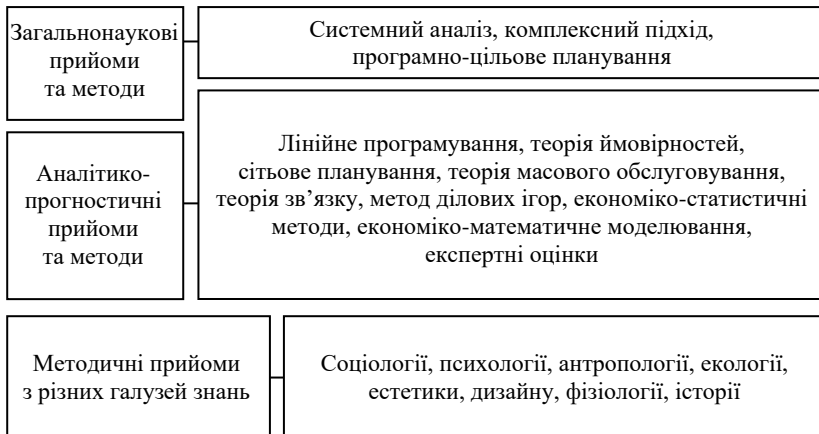 Загальнонаукові
прийоми
та методи
Системний аналіз, комплексний підхід,
програмно-цільове планування
Аналітико-
прогностичні
прийоми
та методи
Лінійне програмування, теорія ймовірностей,
сітьове планування, теорія масового обслуговування,
теорія зв’язку, метод ділових ігор, економіко-статистичні
методи, економіко-математичне моделювання,
експертні оцінки
Методичні прийоми
з різних галузей знань
Соціології, психології, антропології, екології,
естетики, дизайну, фізіології, історії